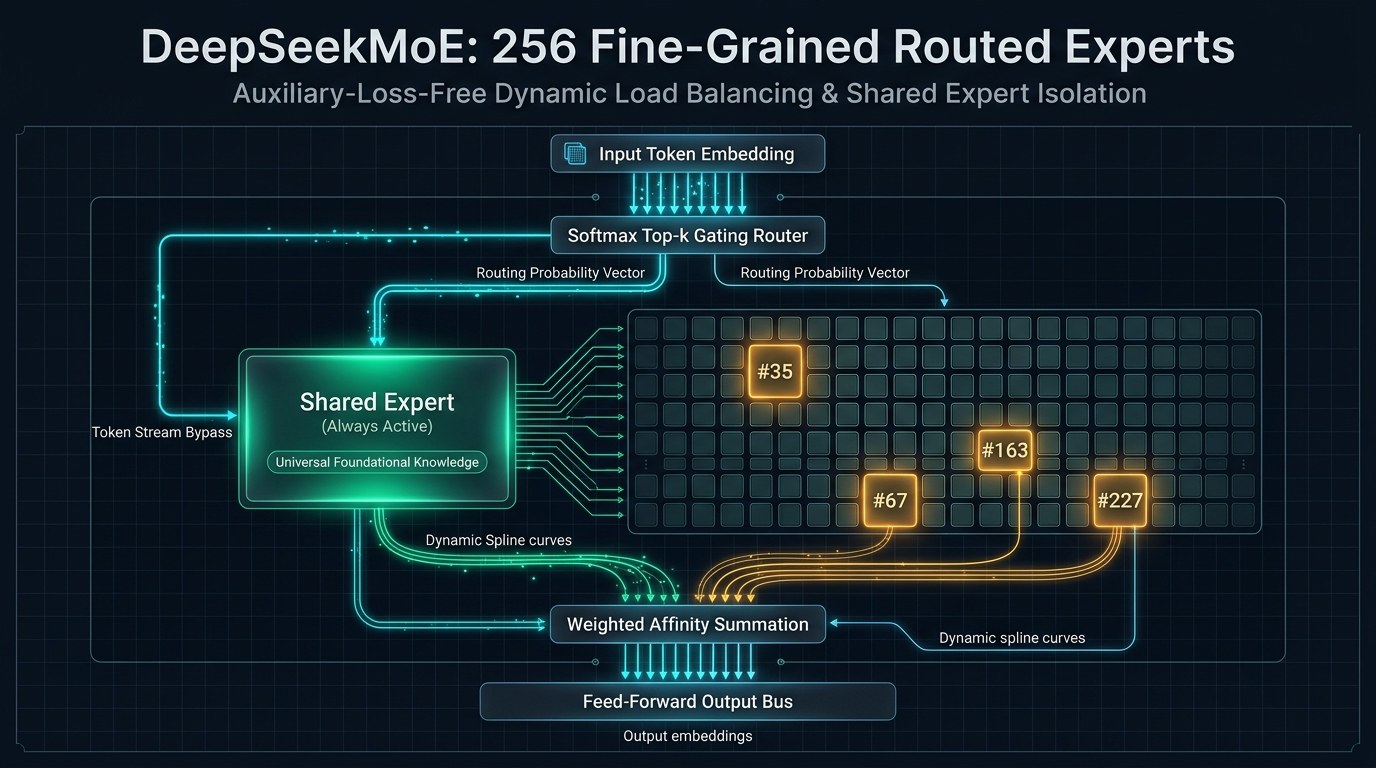 DeepSeekMoE: 256 Fine-Grained Routed Experts
Auxiliary-Loss-Free Dynamic Load Balancing & Shared Expert Isolation
Input Token Embedding
Softmax Top-k Gating Router
Routing Probability Vector
Routing Probability Vector
#35
Shared Expert
(Always Active)
Token Stream Bypass
Universal Foundational Knowledge
#163
#67
#227
Dynamic Spline curves
Weighted Affinity Summation
Dynamic spline curves
Feed-Forward Output Bus
Output embeddings